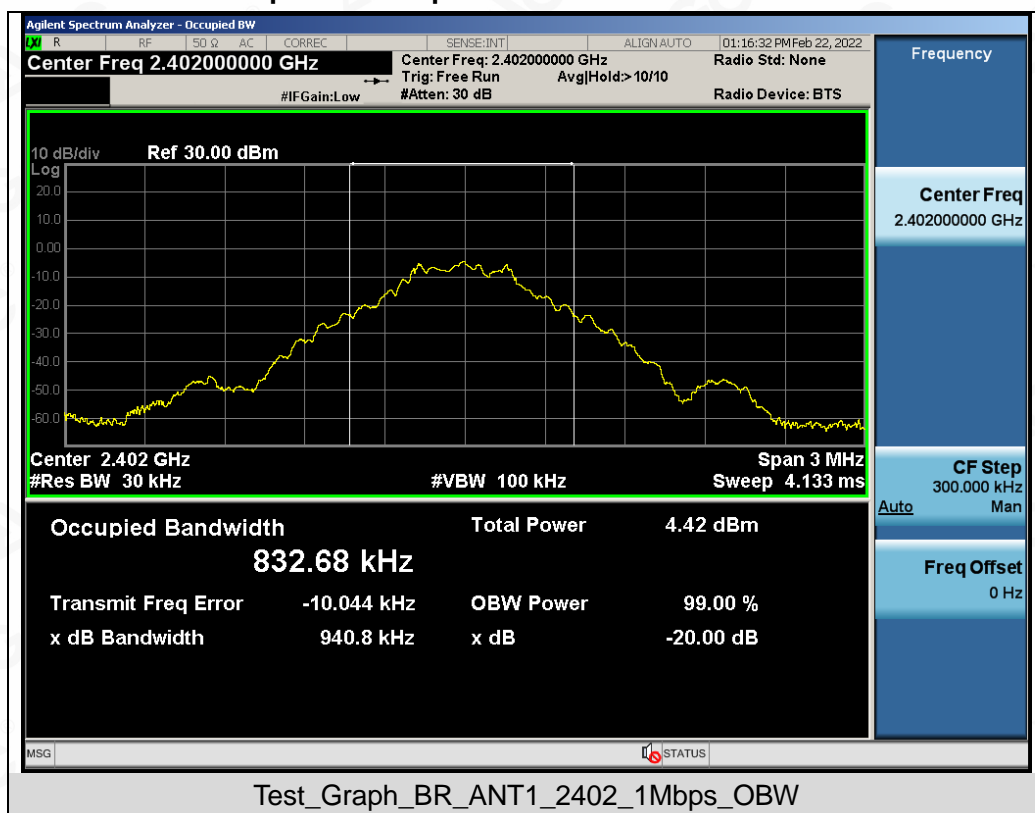 Agilent Spectrum Analyzer - Occupied BW
LXI R RF 50 Ω AC CORREC SENSE:INT ALIGN AUTO 01:16:32 PM Feb 22, 2022
Center Freq 2.402000000 GHz
Center Freq: 2.402000000 GHz
Radio Std: None
Trig: Free Run Avg|Hold:>10/10
#IFGain:Low #Atten: 30 dB
Radio Device: BTS
Frequency
10 dB/div Ref 30.00 dBm
Log
20.0
10.0
0.00
-10.0
-20.0
-30.0
-40.0
-50.0
-60.0
Center Freq
2.402000000 GHz
Center 2.402 GHz Span 3 MHz
#Res BW 30 kHz #VBW 100 kHz Sweep 4.133 ms
CF Step
300.000 kHz
Auto Man
Occupied Bandwidth Total Power 4.42 dBm
832.68 kHz
Freq Offset
0 Hz
Transmit Freq Error -10.044 kHz OBW Power 99.00 %
x dB Bandwidth 940.8 kHz x dB -20.00 dB
MSG STATUS
Test_Graph_BR_ANT1_2402_1Mbps_OBW